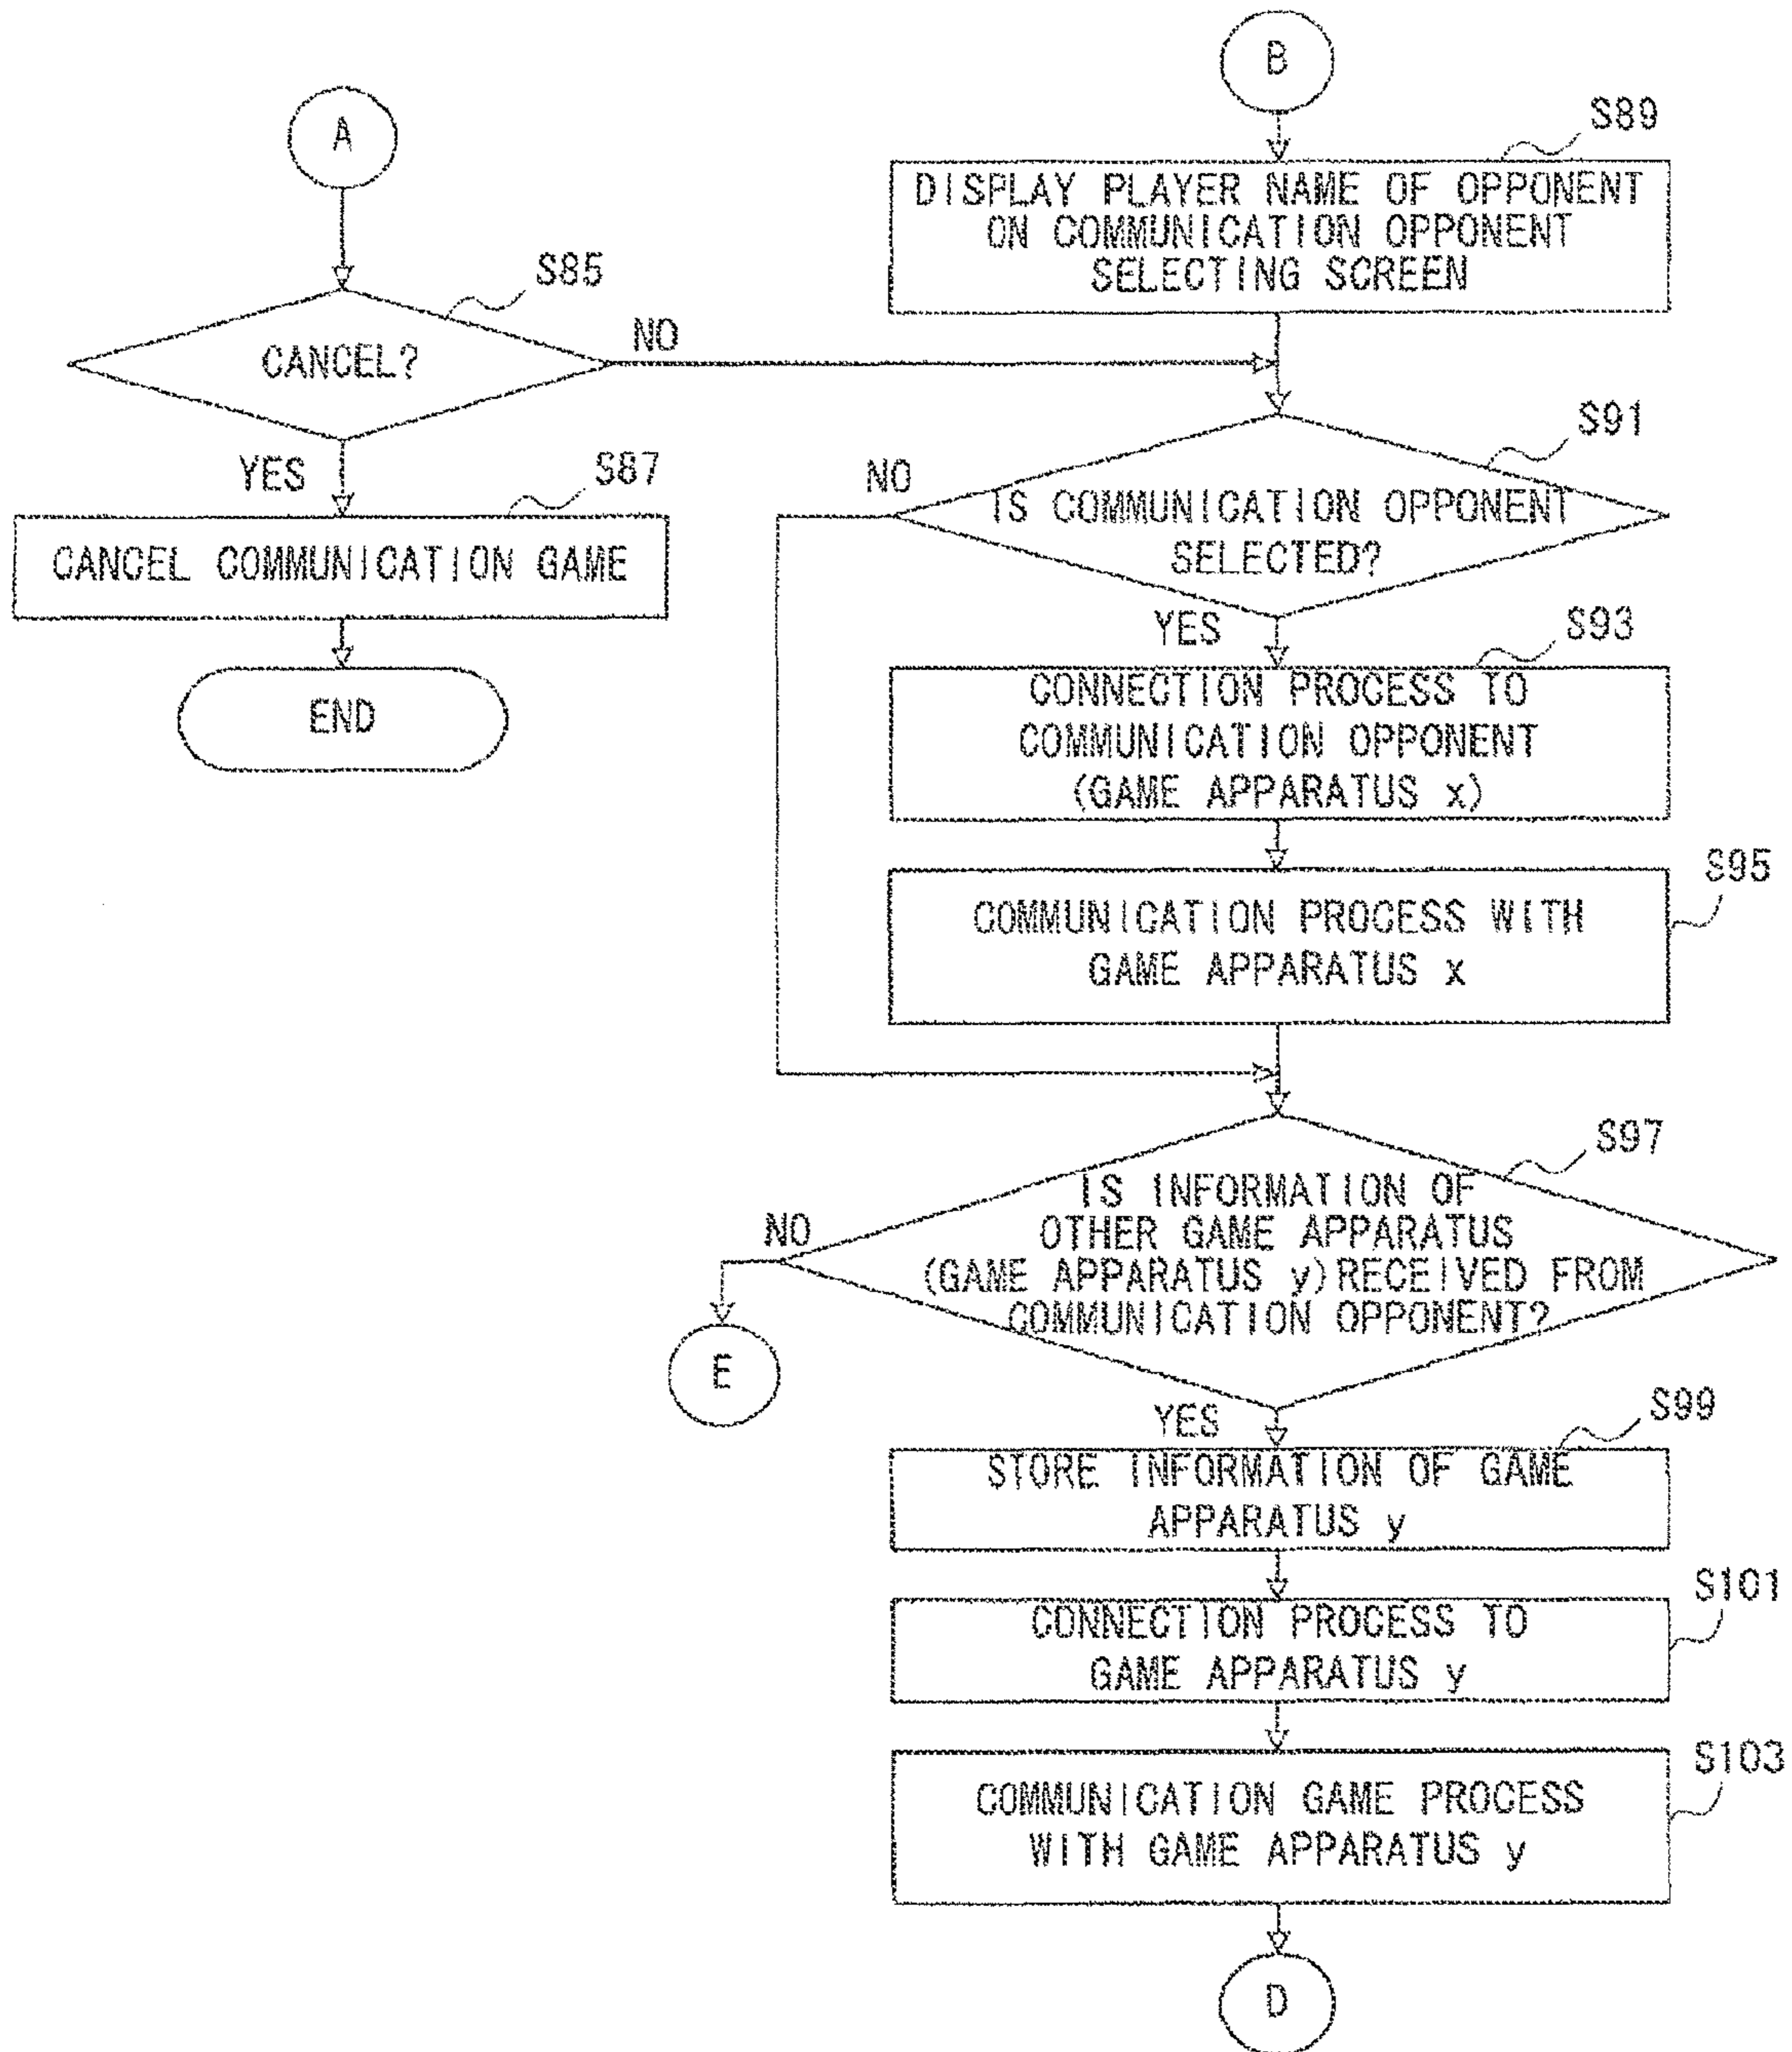 A
S85
CANCEL?
NO
YES
S87
CANCEL COMMUNICATION GAME
END
B
S89
DISPLAY PLAYER NAME OF OPPONENT
ON COMMUNICATION OPPONENT
SELECTING SCREEN
S91
NO
IS COMMUNICATION OPPONENT
SELECTED?
YES
S93
CONNECTION PROCESS TO
COMMUNICATION OPPONENT
(GAME APPARATUS x)
S95
COMMUNICATION PROCESS WITH
GAME APPARATUS x
S97
NO
IS INFORMATION OF
OTHER GAME APPARATUS
(GAME APPARATUS y) RECEIVED FROM
COMMUNICATION OPPONENT?
E
YES
S99
STORE INFORMATION OF GAME
APPARATUS y
S101
CONNECTION PROCESS TO
GAME APPARATUS y
S103
COMMUNICATION GAME PROCESS
WITH GAME APPARATUS y
D